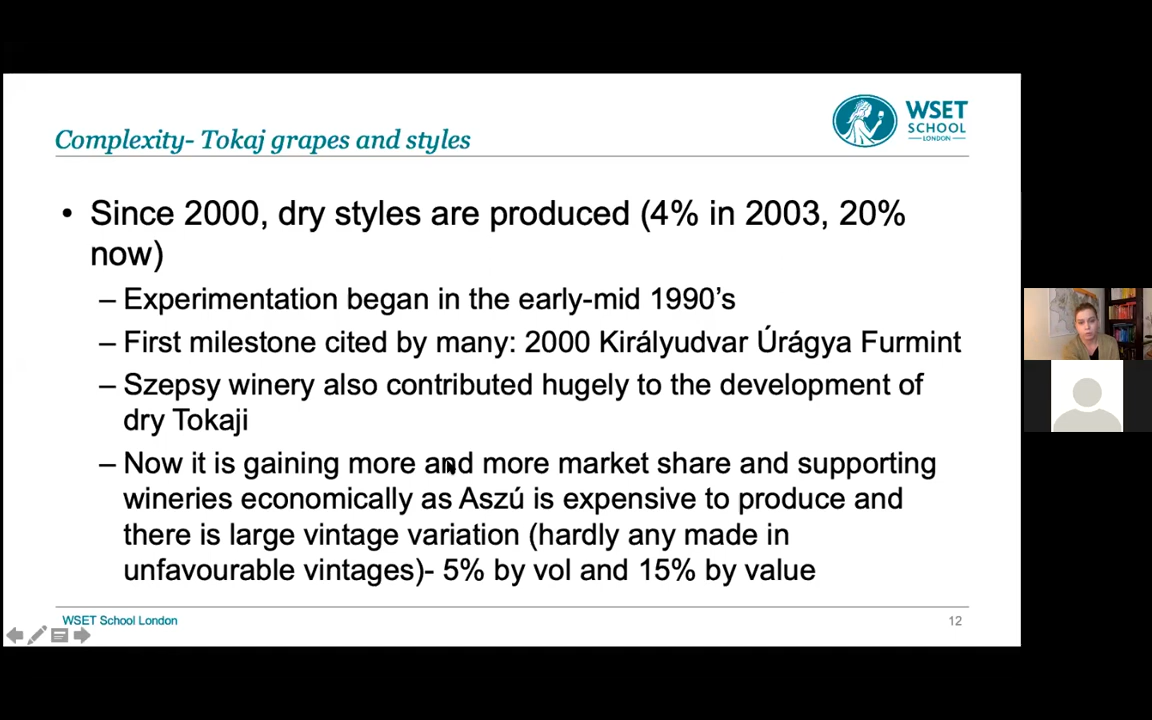 WSET
SCHOOL
LONDON
Complexity- Tokaj grapes and styles
• Since 2000, dry styles are produced (4% in 2003, 20%
now)
– Experimentation began in the early-mid 1990’s
– First milestone cited by many: 2000 Királyudvar Úrágya Furmint
– Szepsy winery also contributed hugely to the development of
dry Tokaji
– Now it is gaining more and more market share and supporting
wineries economically as Aszú is expensive to produce and
there is large vintage variation (hardly any made in
unfavourable vintages)- 5% by vol and 15% by value
WSET School London
12